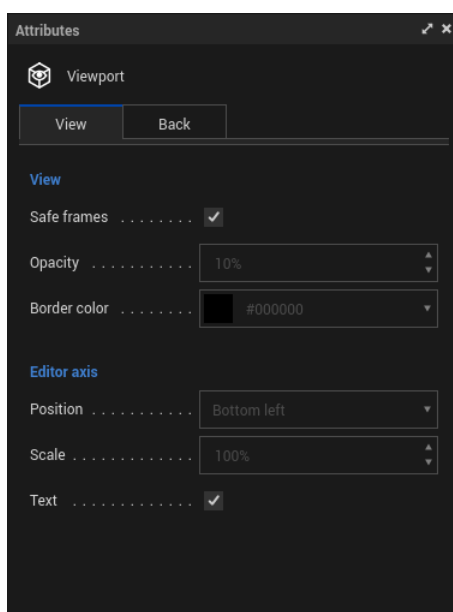 Attributes
Viewport
View Back
View
Safe frames . . . . . . . .
Opacity . . . . . . . . . . . 10%
Border color . . . . . . . . #000000
Editor axis
Position . . . . . . . . . . . Bottom left
Scale . . . . . . . . . . . . . 100%
Text . . . . . . . . . . . . .